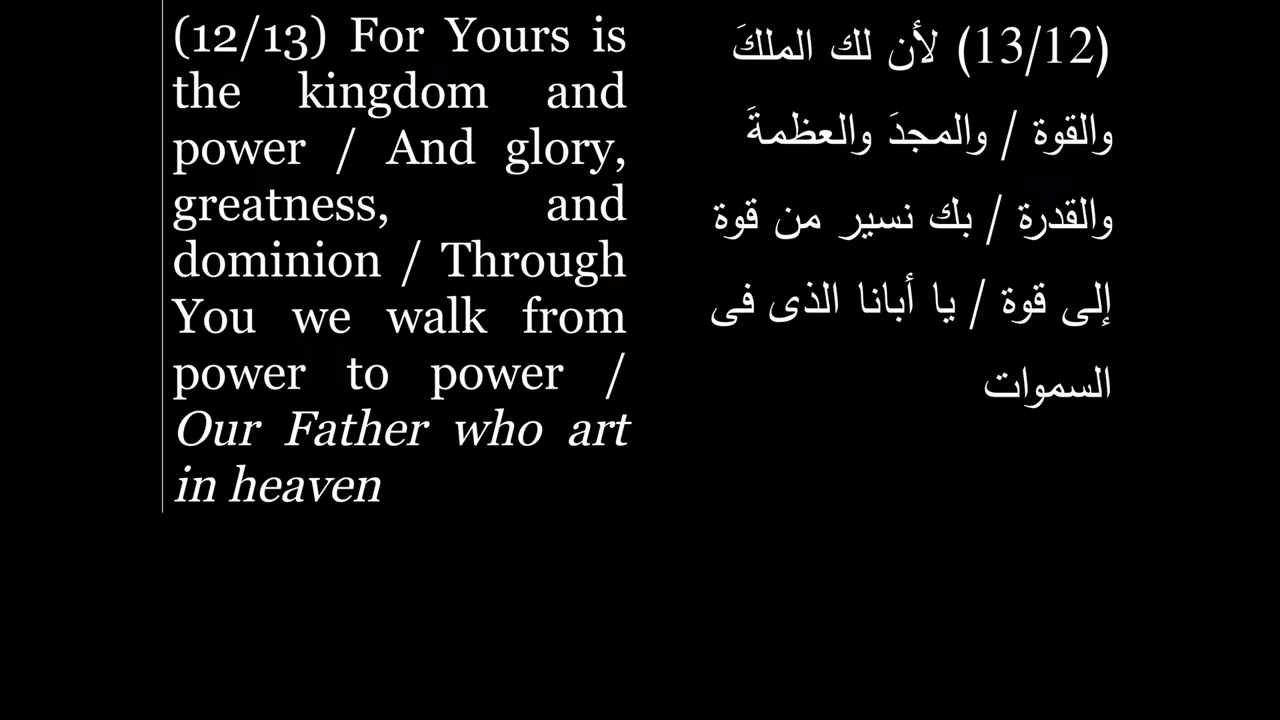 (12/13) For Yours is
the kingdom and
power / And glory,
greatness, and
dominion / Through
You we walk from
power to power /
Our Father who art
in heaven
(13/12) لأن لك الملكَ
والقوة / والمجدَ والعظمةَ
والقدرة / بك نسير من قوة
إلى قوة / يا أبانا الذى فى
السموات